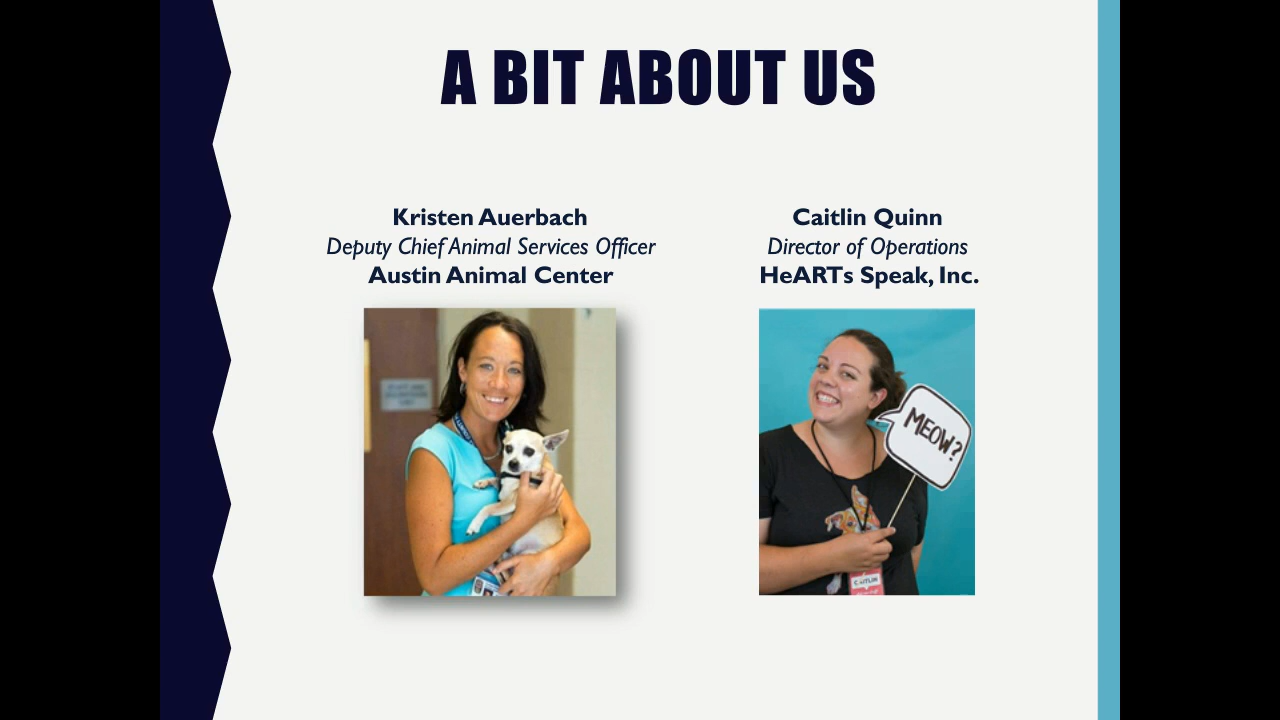 A BIT ABOUT US
Kristen Auerbach
Deputy Chief Animal Services Officer
Austin Animal Center
Caitlin Quinn
Director of Operations
HeARTs Speak, Inc.
MEOW?
CAITLIN